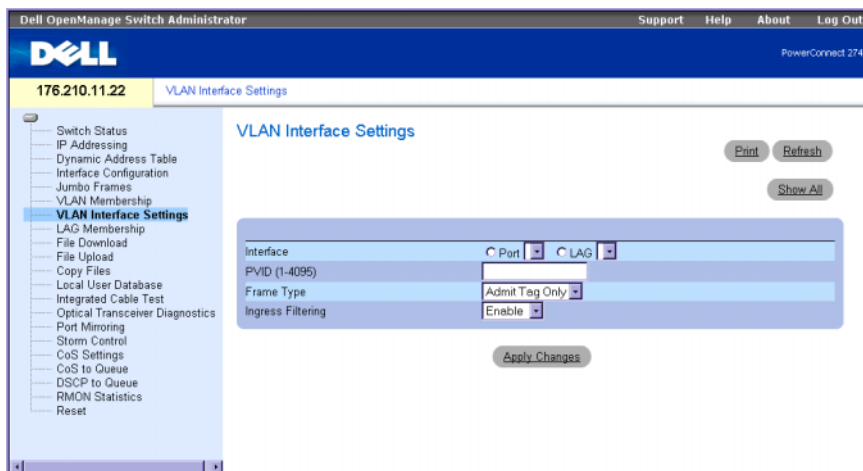 Dell OpenManage Switch Administrator Support Help About Log Out
DELL
PowerConnect 274
176.210.11.22 VLAN Interface Settings
Switch Status
IP Addressing
Dynamic Address Table
Interface Configuration
Jumbo Frames
VLAN Membership
VLAN Interface Settings
LAG Membership
File Download
File Upload
Copy Files
Local User Database
Integrated Cable Test
Optical Transceiver Diagnostics
Port Mirroring
Storm Control
CoS Settings
CoS to Queue
DSCP to Queue
RMON Statistics
Reset
VLAN Interface Settings
Print Refresh
Show All
Interface Port LAG
PVID (1-4095)
Frame Type Admit Tag Only
Ingress Filtering Enable
Apply Changes